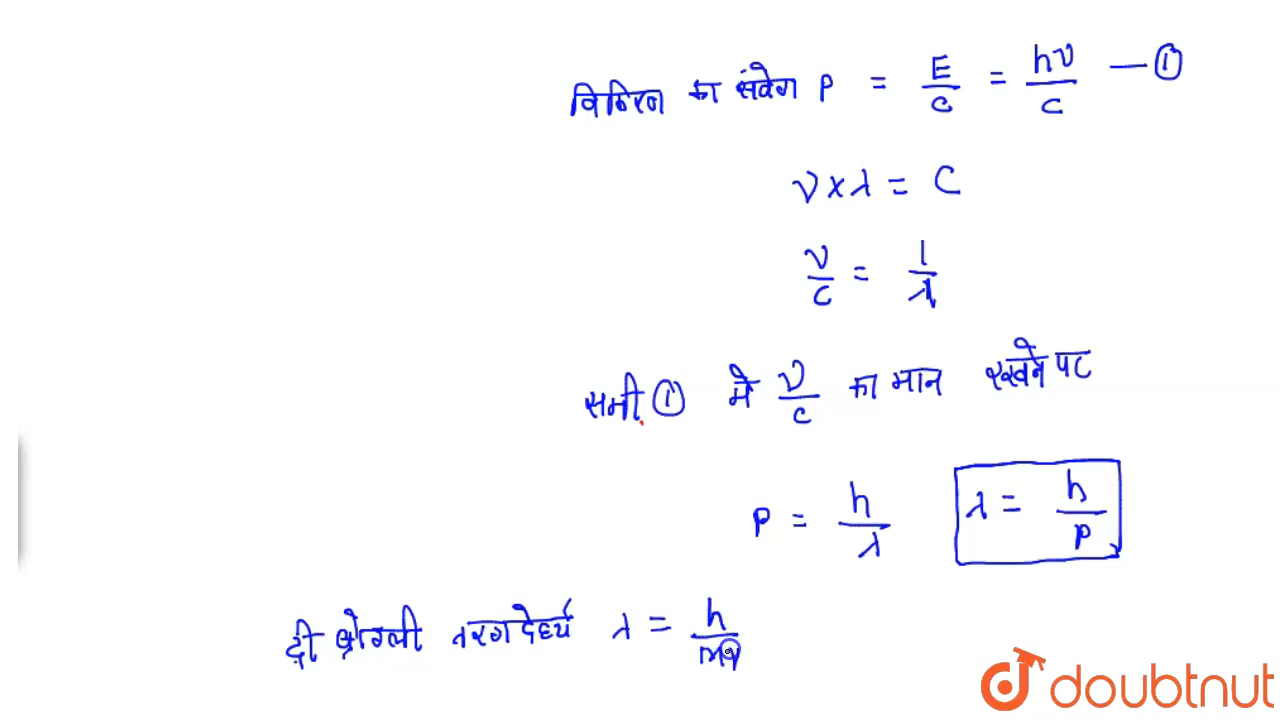 विकिरण का संवेग P = E/c = hν/c — ①
ν × λ = C
ν/c = 1/λ
समी. ① मे ν/c का मान रखने पर
P = h/λ λ = h/P
दी ब्रोग्ली तरंगदैर्ध्य λ = h/mv
doubtnut